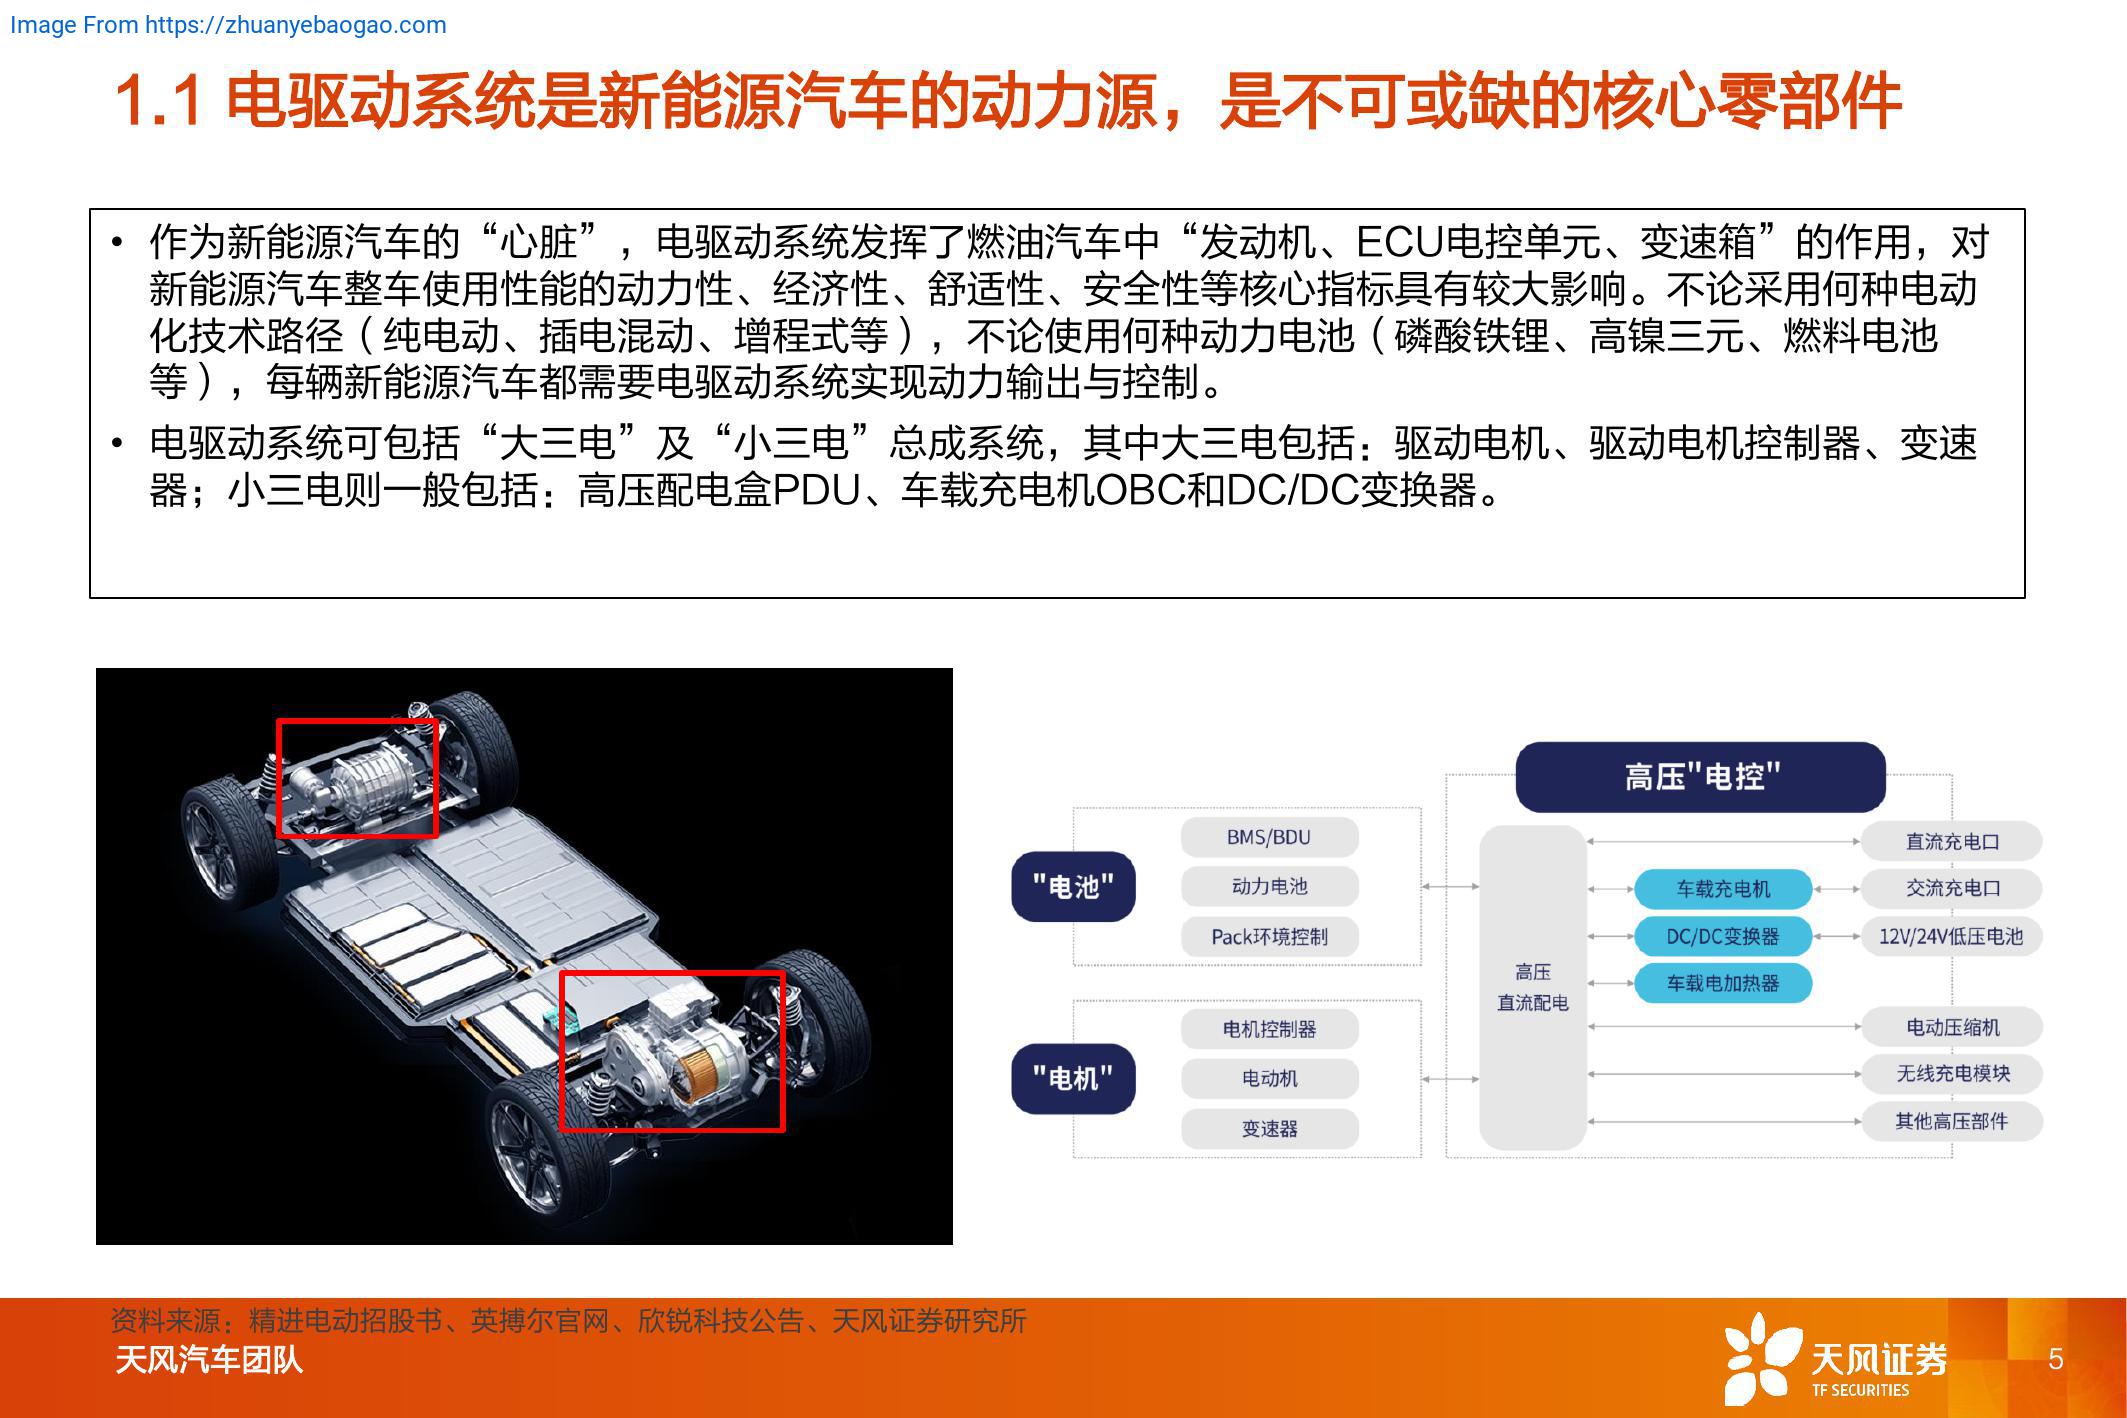 Image From https://zhuanyebaogao.com
1.1 电驱动系统是新能源汽车的动力源，是不可或缺的核心零部件
• 作为新能源汽车的“心脏”，电驱动系统发挥了燃油汽车中“发动机、ECU电控单元、变速箱”的作用，对
新能源汽车整车使用性能的动力性、经济性、舒适性、安全性等核心指标具有较大影响。不论采用何种电动
化技术路径（纯电动、插电混动、增程式等），不论使用何种动力电池（磷酸铁锂、高镍三元、燃料电池
等），每辆新能源汽车都需要电驱动系统实现动力输出与控制。
• 电驱动系统可包括“大三电”及“小三电”总成系统，其中大三电包括：驱动电机、驱动电机控制器、变速
器；小三电则一般包括：高压配电盒PDU、车载充电机OBC和DC/DC变换器。
"电池"
BMS/BDU
动力电池
Pack环境控制
"电机"
电机控制器
电动机
变速器
高压"电控"
高压
直流配电
车载充电机
DC/DC变换器
车载电加热器
直流充电口
交流充电口
12V/24V低压电池
电动压缩机
无线充电模块
其他高压部件
资料来源：精进电动招股书、英搏尔官网、欣锐科技公告、天风证券研究所
天风汽车团队
天风证券
TF SECURITIES
5